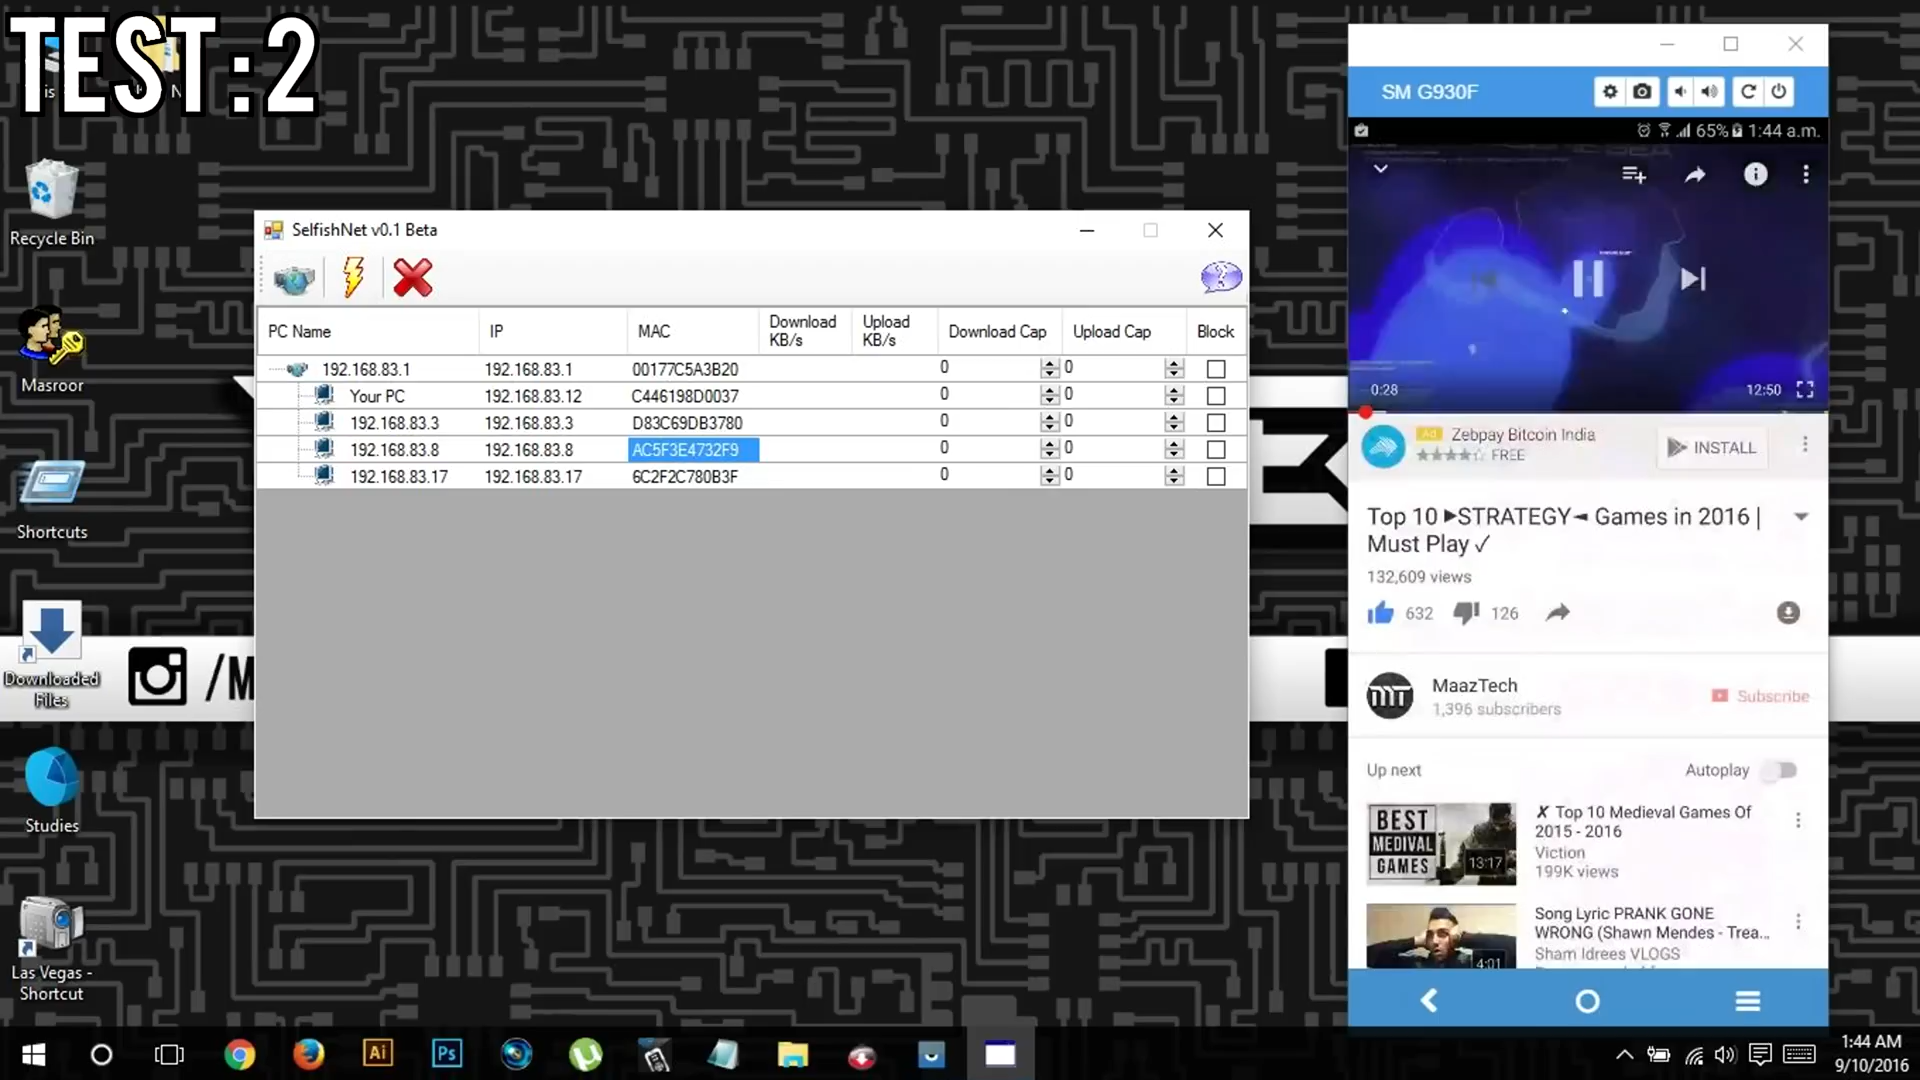 TEST:2
Recycle Bin
Masroor
Shortcuts
Downloaded
Files
Studies
Las Vegas -
Shortcut
/M
SelfishNet v0.1 Beta
PC Name IP MAC Download KB/s Upload KB/s Download Cap Upload Cap Block
192.168.83.1 192.168.83.1 00177C5A3B20 0 0
Your PC 192.168.83.12 C446198D0037 0 0
192.168.83.3 192.168.83.3 D83C69DB3780 0 0
192.168.83.8 192.168.83.8 AC5F3E4732F9 0 0
192.168.83.17 192.168.83.17 6C2F2C780B3F 0 0
SM G930F
65% 1:44 a.m.
0:28 12:50
Ad Zebpay Bitcoin India
FREE
INSTALL
Top 10 ►STRATEGY◄ Games in 2016 |
Must Play ✓
132,609 views
632 126
MaazTech
1,396 subscribers
Subscribe
Up next Autoplay
BEST
MEDIVAL
GAMES
13:17
✗ Top 10 Medieval Games Of
2015 - 2016
Viction
199K views
4:01
Song Lyric PRANK GONE
WRONG (Shawn Mendes - Trea...
Sham Idrees VLOGS
Ai
Ps
1:44 AM
9/10/2016